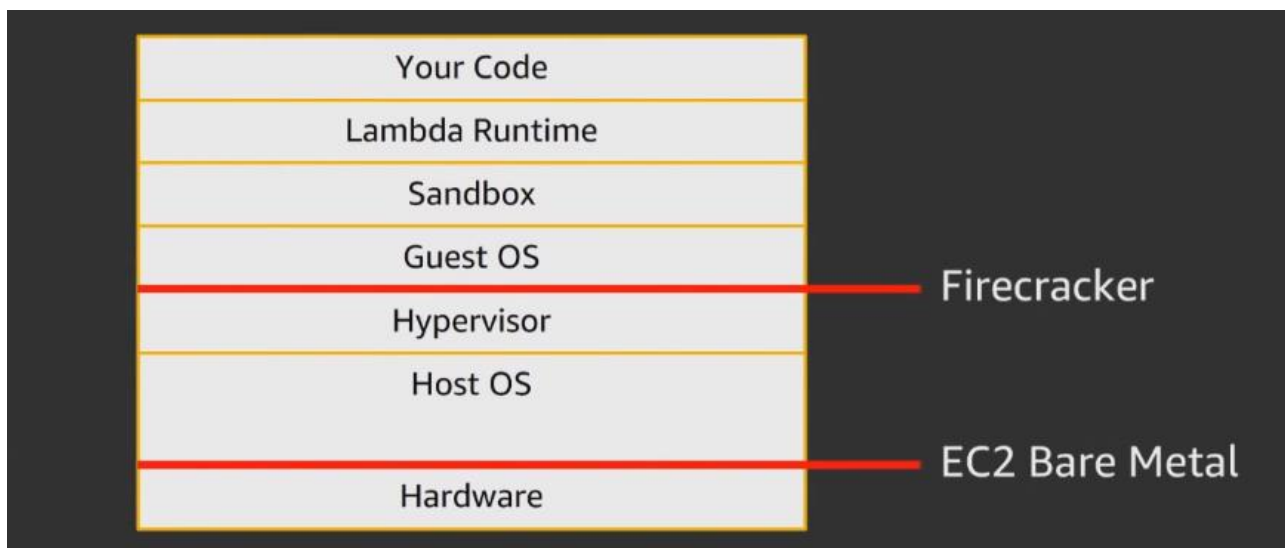 Your Code
Lambda Runtime
Sandbox
Guest OS
Firecracker
Hypervisor
Host OS
EC2 Bare Metal
Hardware